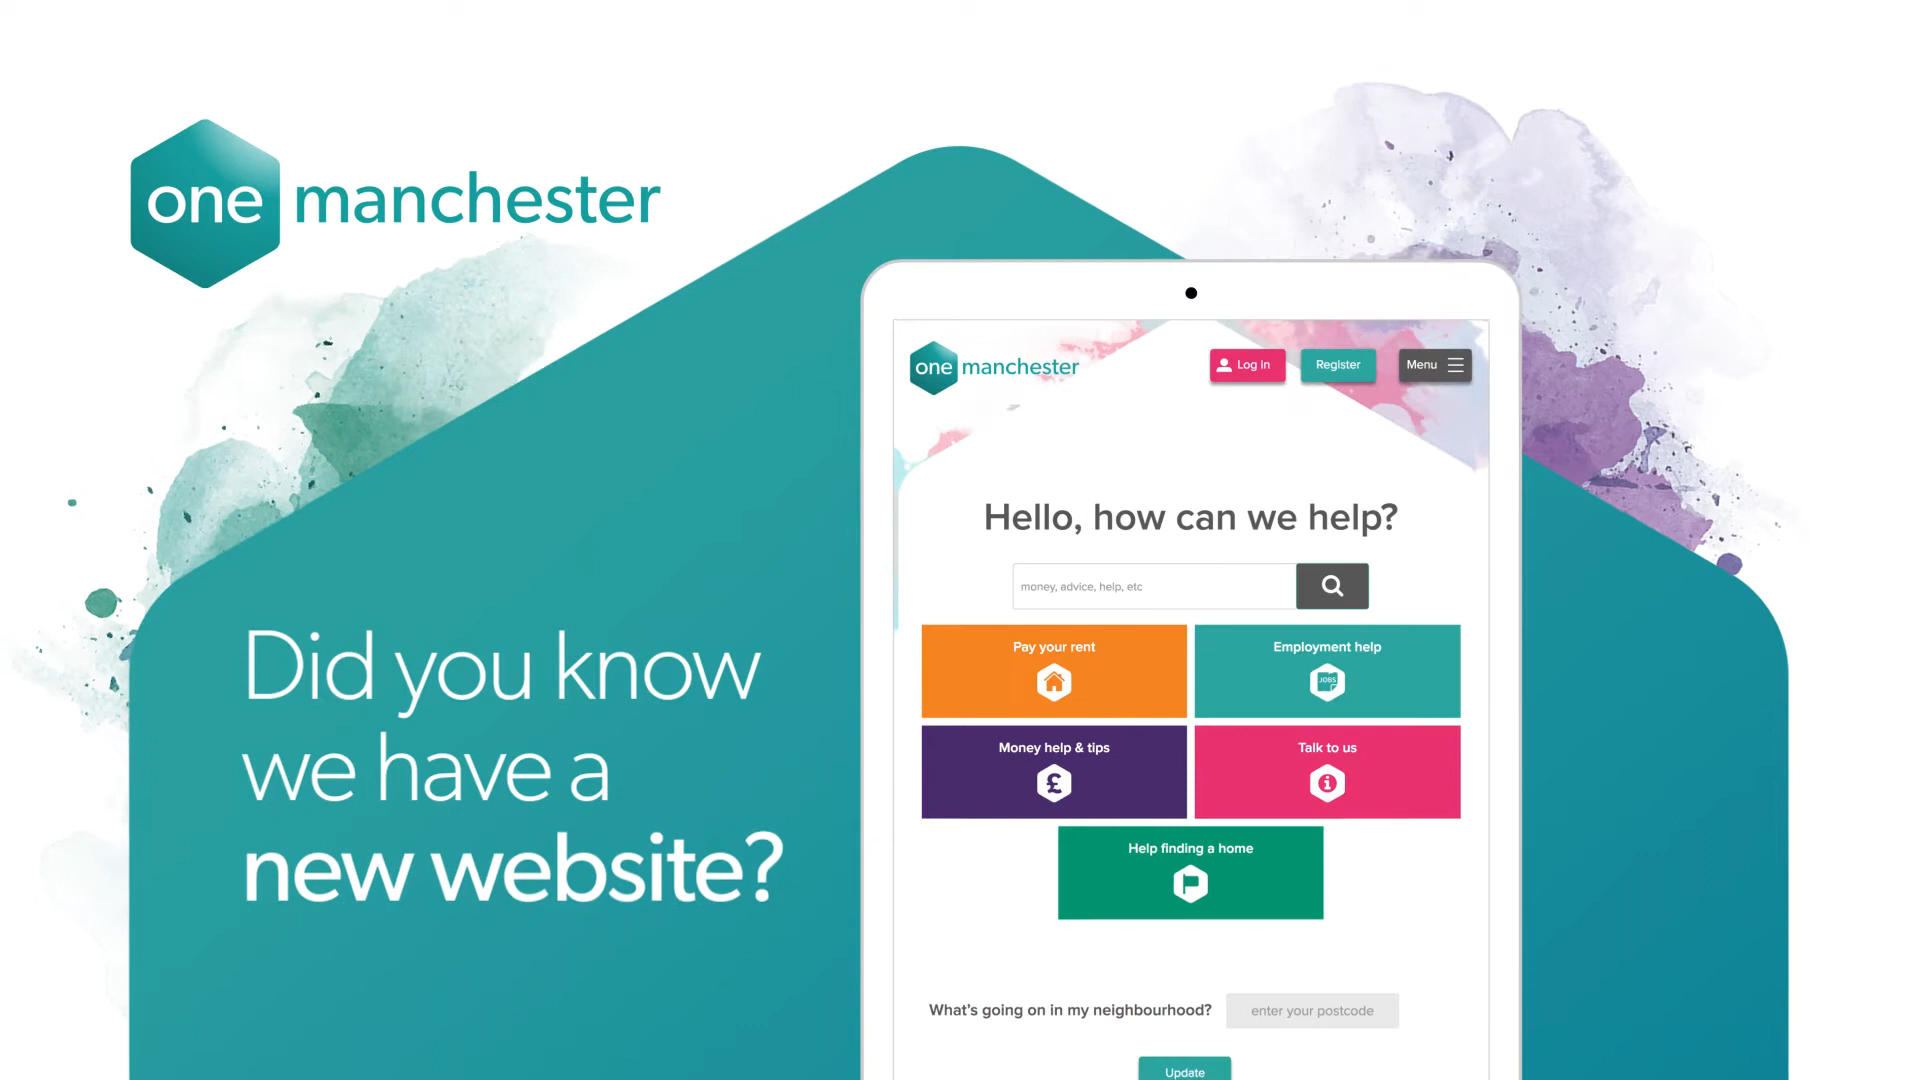 one manchester
Did you know
we have a
new website?
one manchester
Log in
Register
Menu
Hello, how can we help?
money, advice, help, etc
Pay your rent
Employment help
JOBS
Money help & tips
£
Talk to us
i
Help finding a home
What's going on in my neighbourhood?
enter your postcode
Update